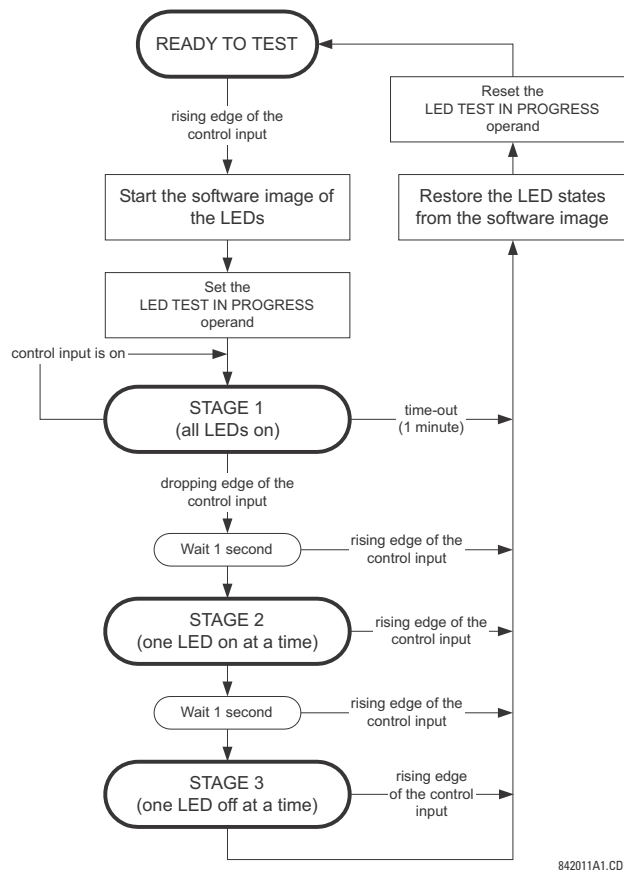 READY TO TEST
rising edge of the
control input
Start the software image of
the LEDs
Set the
LED TEST IN PROGRESS
operand
control input is on
STAGE 1
(all LEDs on)
time-out
(1 minute)
dropping edge of the
control input
Wait 1 second
rising edge of the
control input
STAGE 2
(one LED on at a time)
rising edge of the
control input
Wait 1 second
rising edge of the
control input
STAGE 3
(one LED off at a time)
rising edge
of the control
input
Restore the LED states
from the software image
Reset the
LED TEST IN PROGRESS
operand
842011A1.CD